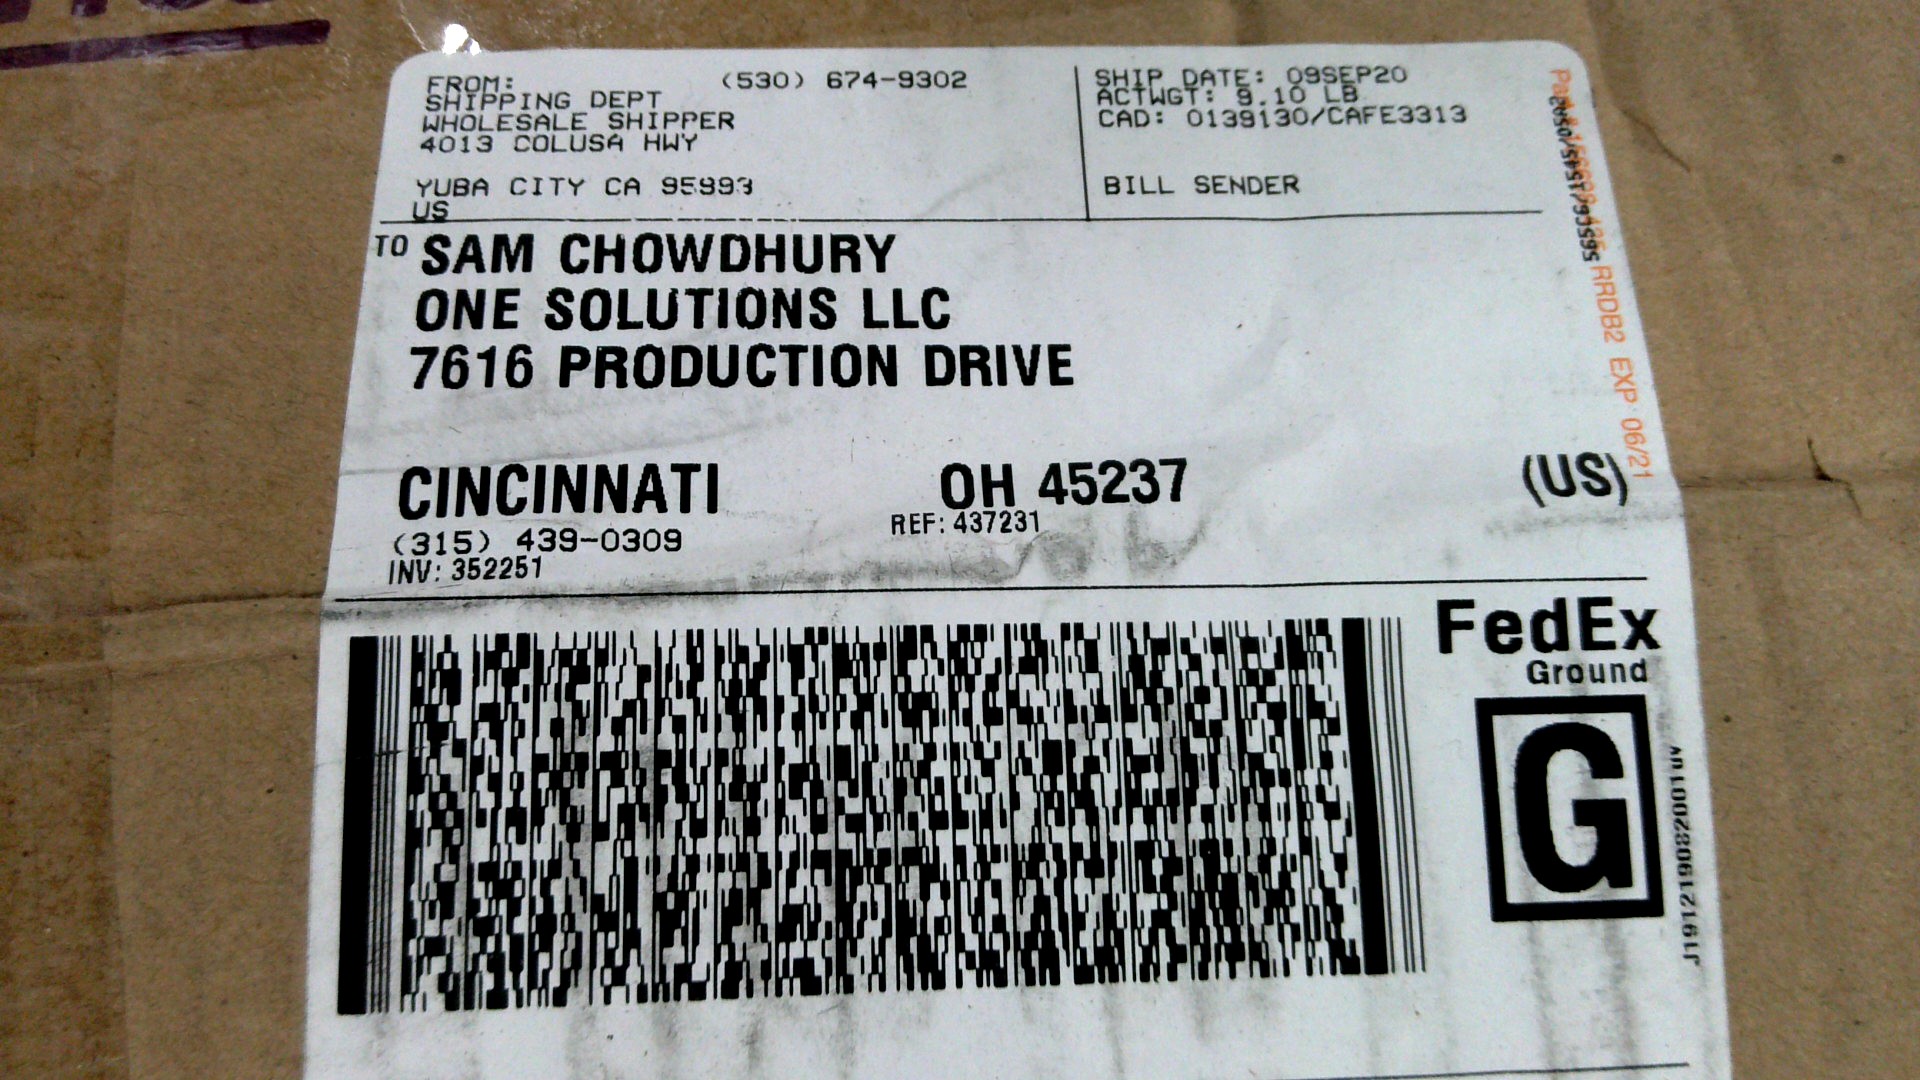 FROM: (530) 674-9302
SHIPPING DEPT
WHOLESALE SHIPPER
4013 COLUSA HWY
YUBA CITY CA 95993
US
SHIP DATE: 09SEP20
ACTWGT: 9.10 LB
CAD: 0139130/CAFE3313
BILL SENDER
TO SAM CHOWDHURY
ONE SOLUTIONS LLC
7616 PRODUCTION DRIVE
CINCINNATI OH 45237 (US)
(315) 439-0309 REF: 437231
INV: 352251
RRDB2 EXP 06/21
FedEx
Ground
G
J191219082001uv